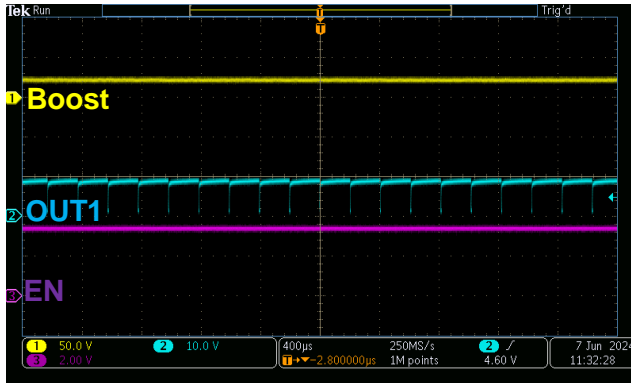 Tek Run Trig'd
T
T
1 Boost
2 OUT1
3 EN
1 50.0 V 2 10.0 V 400µs 250MS/s 2 7 Jun 2024
3 2.00 V T→▼-2.800000µs 1M points 4.60 V 11:32:28